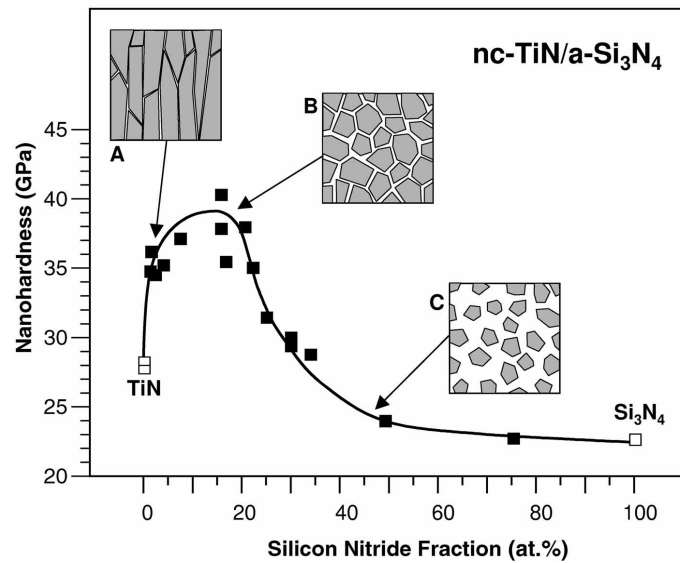 nc-TiN/a-Si₃N₄
A
B
C
TiN
Si₃N₄
Nanohardness (GPa)
45
40
35
30
25
20
0 20 40 60 80 100
Silicon Nitride Fraction (at.%)